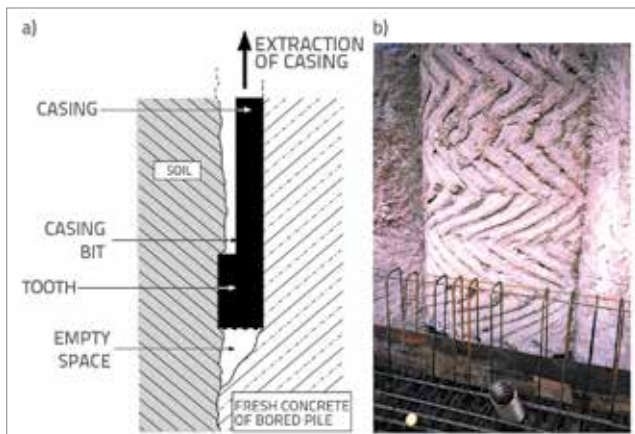 a)
EXTRACTION
OF CASING
CASING
SOIL
CASING
BIT
TOOTH
EMPTY
SPACE
FRESH CONCRETE
OF BORED PILE
b)